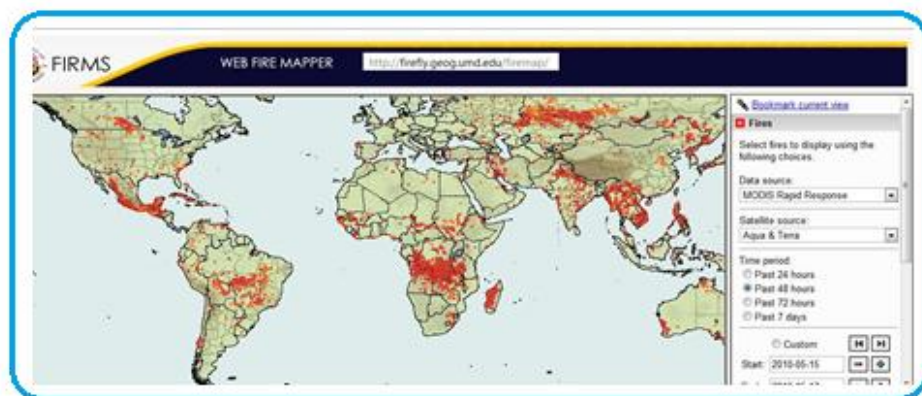 FIRMS
WEB FIRE MAPPER
http://firefly.geog.umd.edu/firemap/
Bookmark current view
Fires
Select fires to display using the
following choices.
Data source:
MODIS Rapid Response
Satellite source:
Aqua & Terra
Time period:
Past 24 hours
Past 48 hours
Past 72 hours
Past 7 days
Custom
Start: 2010-05-15